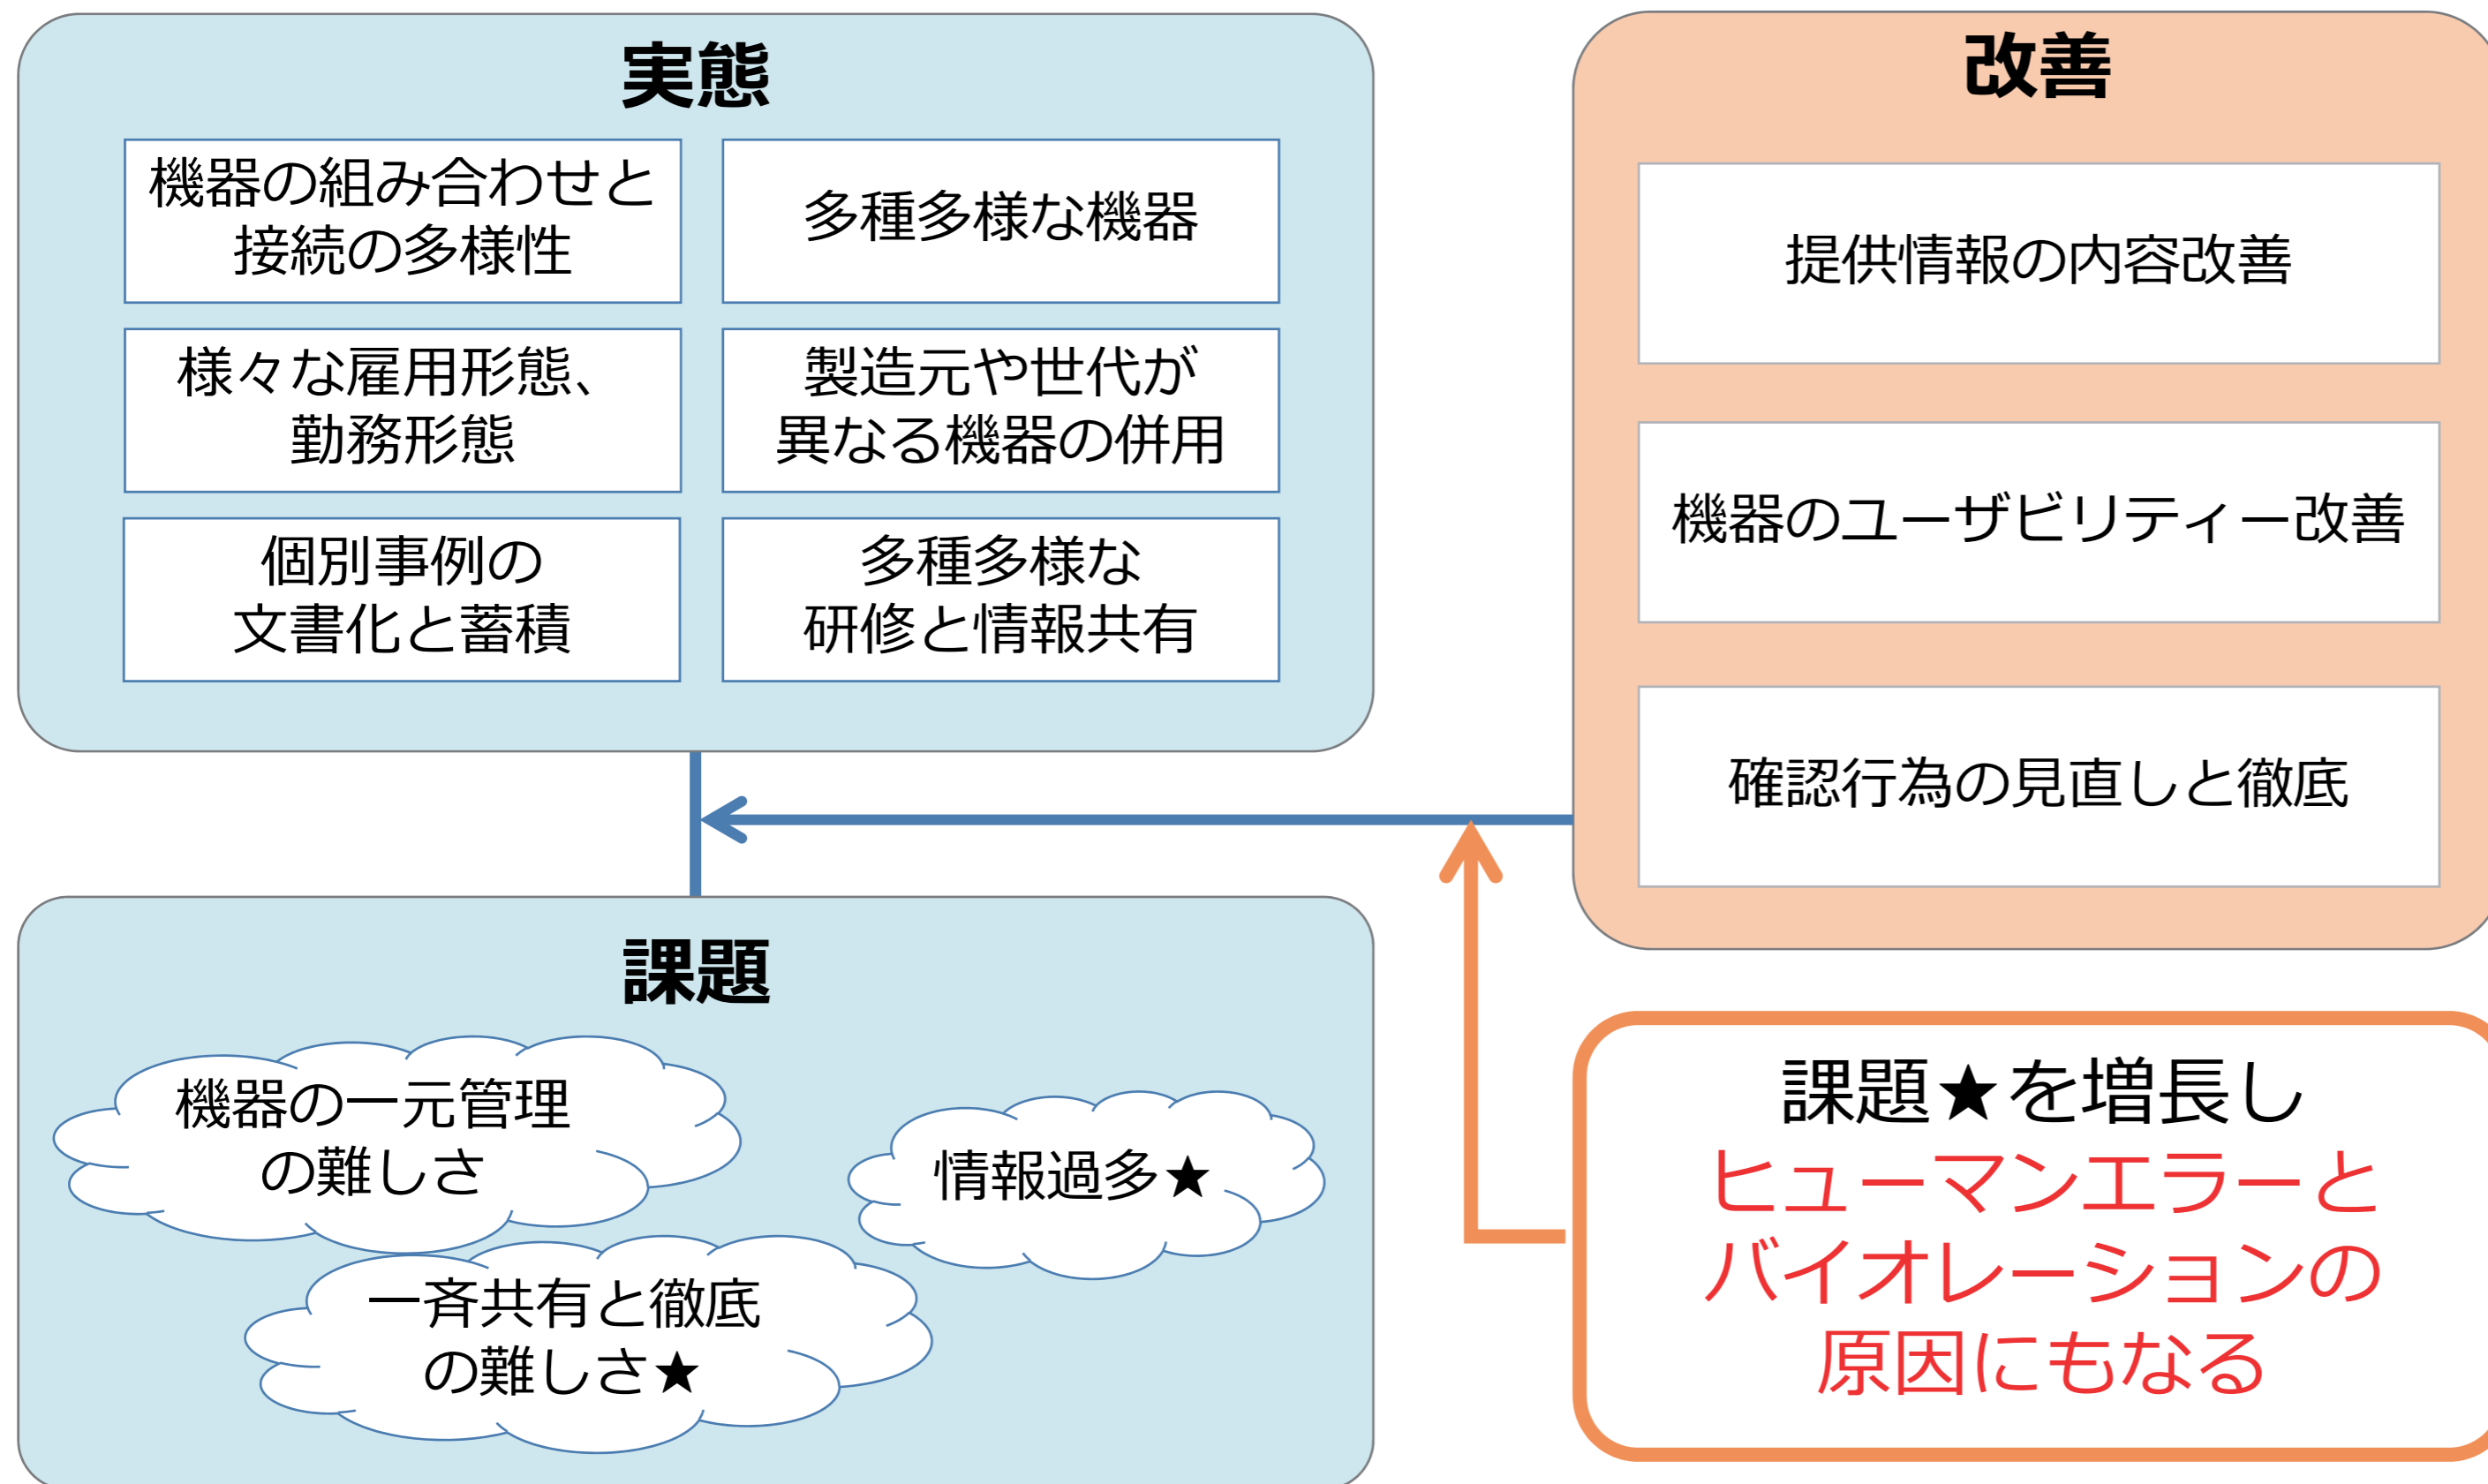 実態
機器の組み合わせと
接続の多様性
多種多様な機器
様々な雇用形態、
勤務形態
製造元や世代が
異なる機器の併用
個別事例の
文書化と蓄積
多種多様な
研修と情報共有
改善
提供情報の内容改善
機器のユーザビリティー改善
確認行為の見直しと徹底
課題
機器の一元管理
の難しさ
情報過多★
一斉共有と徹底
の難しさ★
課題★を増長し
ヒューマンエラーと
バイオレーションの
原因にもなる